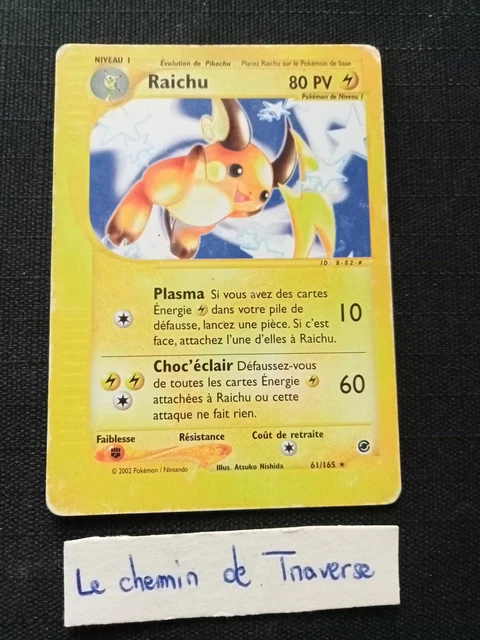 NIVEAU 1
Évolution de Pikachu
Placez Raichu sur le Pokémon de base
Raichu
80 PV
Pokémon de Niveau 1
ID: B-82-#
Plasma Si vous avez des cartes
Énergie dans votre pile de
défausse, lancez une pièce. Si c'est
face, attachez l'une d'elles à Raichu.
10
Choc'éclair Défaussez-vous
de toutes les cartes Énergie
attachées à Raichu ou cette
attaque ne fait rien.
60
Faiblesse
Résistance
Coût de retraite
© 2002 Pokémon / Nintendo
Illus. Atsuko Nishida
61/165 ★
Le chemin de Traverse